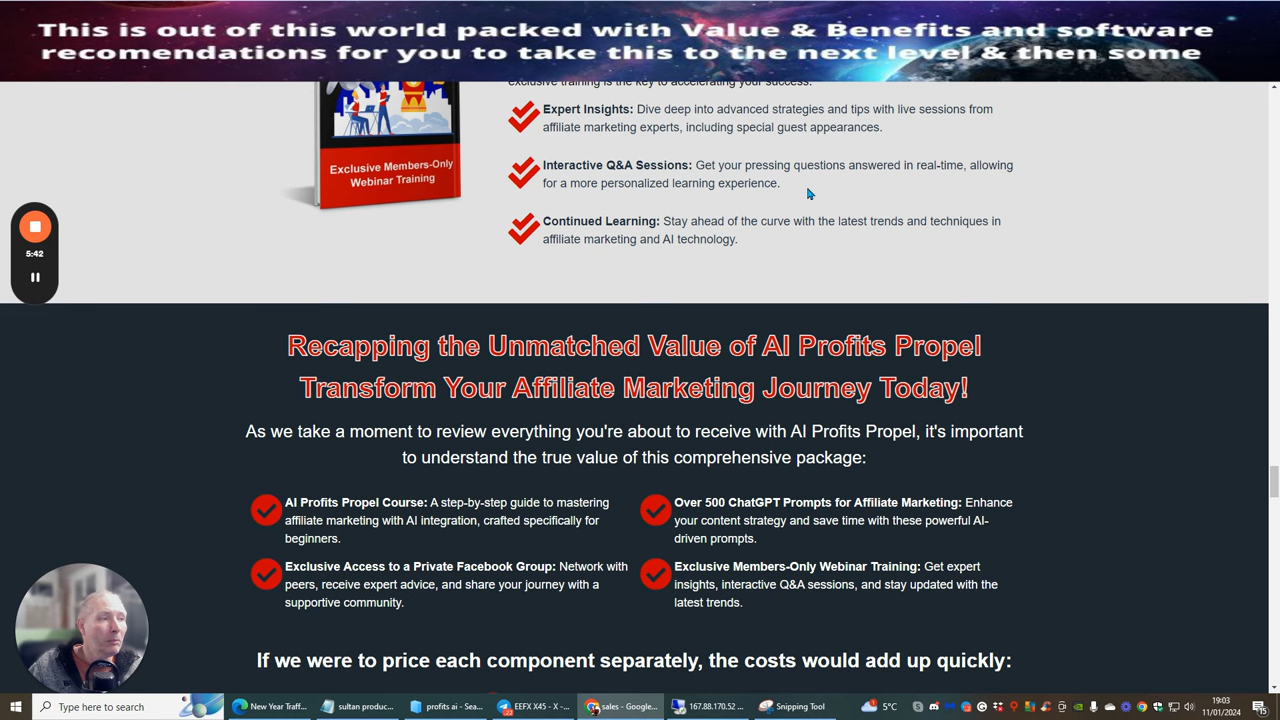 This is out of this world packed with Value & Benefits and software
recomendations for you to take this to the next level & then some
exclusive training is the key to accelerating your success.
Expert Insights: Dive deep into advanced strategies and tips with live sessions from
affiliate marketing experts, including special guest appearances.
Exclusive Members-Only
Webinar Training
Interactive Q&A Sessions: Get your pressing questions answered in real-time, allowing
for a more personalized learning experience.
Continued Learning: Stay ahead of the curve with the latest trends and techniques in
affiliate marketing and AI technology.
5:42
Recapping the Unmatched Value of AI Profits Propel
Transform Your Affiliate Marketing Journey Today!
As we take a moment to review everything you're about to receive with AI Profits Propel, it's important
to understand the true value of this comprehensive package:
AI Profits Propel Course: A step-by-step guide to mastering
affiliate marketing with AI integration, crafted specifically for
beginners.
Over 500 ChatGPT Prompts for Affiliate Marketing: Enhance
your content strategy and save time with these powerful AI-
driven prompts.
Exclusive Access to a Private Facebook Group: Network with
peers, receive expert advice, and share your journey with a
supportive community.
Exclusive Members-Only Webinar Training: Get expert
insights, interactive Q&A sessions, and stay updated with the
latest trends.
If we were to price each component separately, the costs would add up quickly:
Type here to search
New Year Traff...
sultan produc...
profits ai - Sea...
EEFX X45 - X -...
sales - Google...
167.88.170.52 ...
Snipping Tool
5°C
19:03
11/01/2024